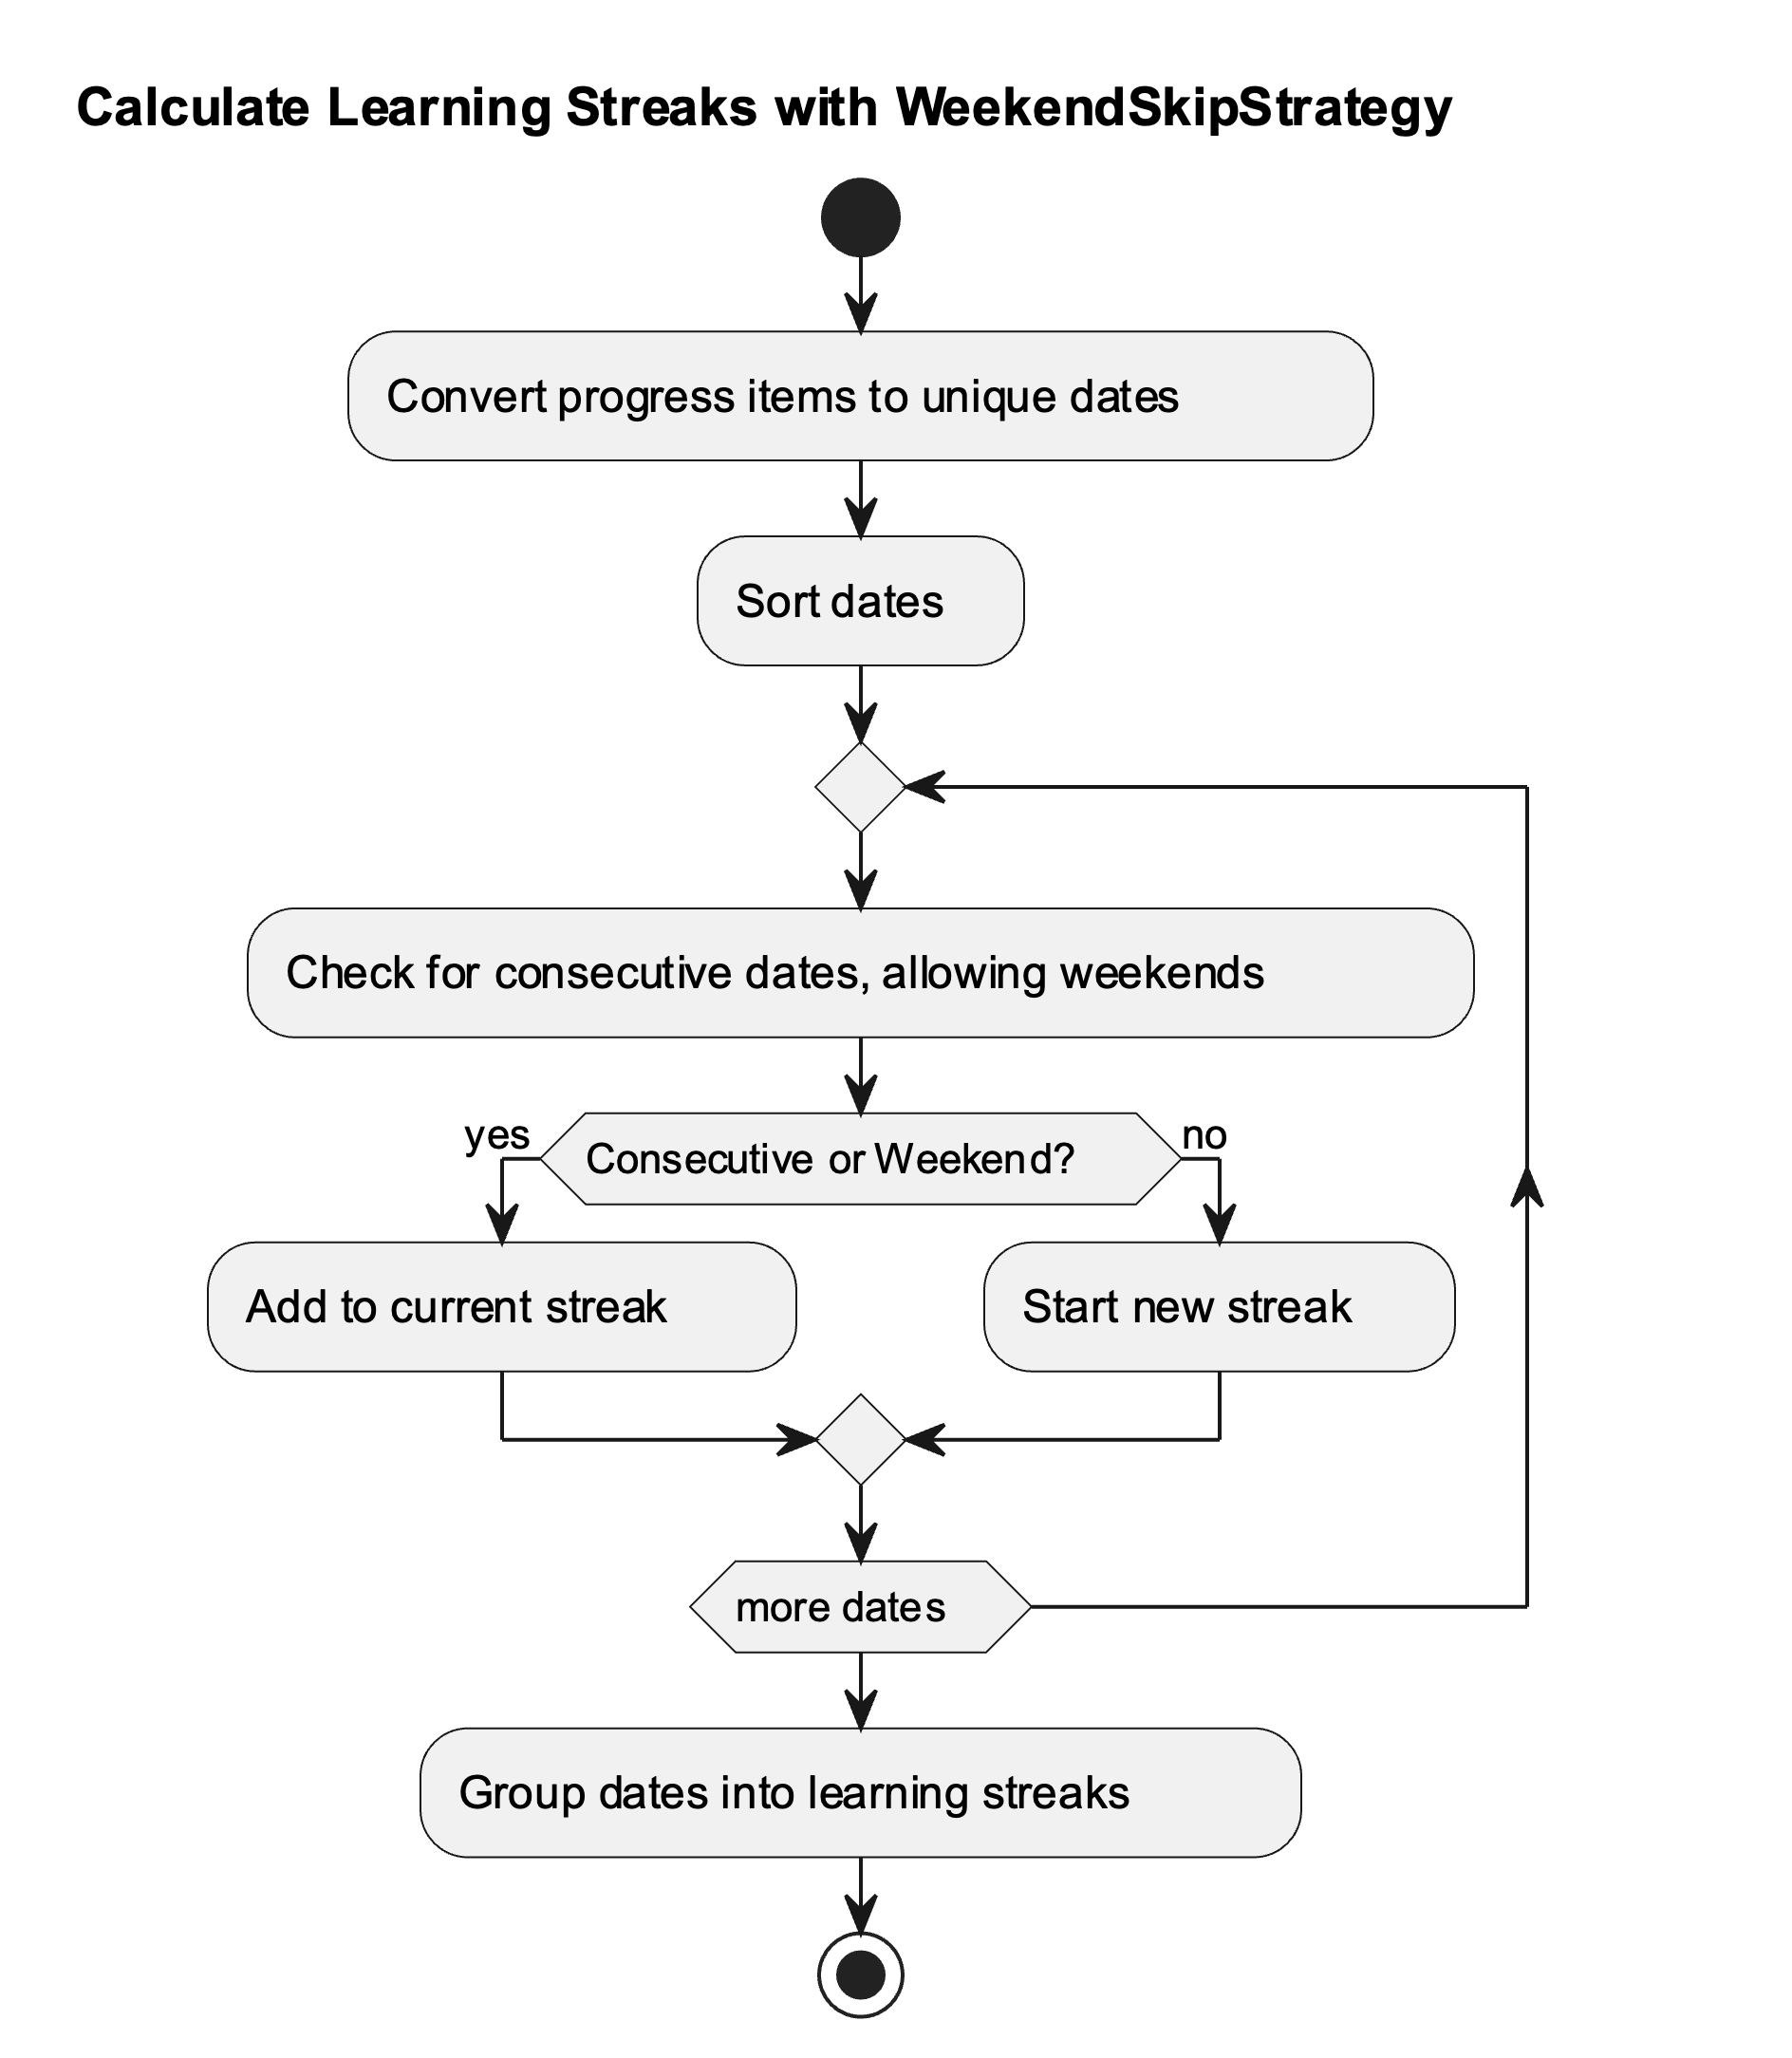 Calculate Learning Streaks with WeekendSkipStrategy
Convert progress items to unique dates
Sort dates
Check for consecutive dates, allowing weekends
yes
Consecutive or Weekend?
no
Add to current streak
Start new streak
more dates
Group dates into learning streaks